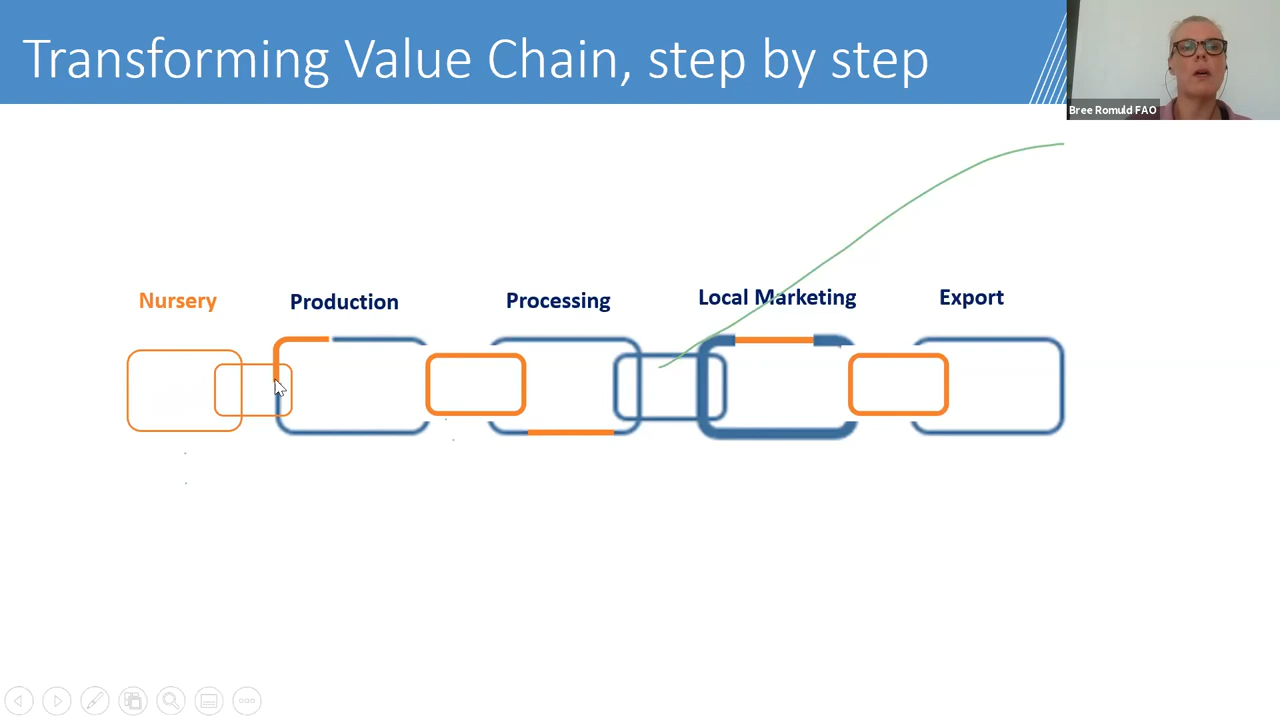 Transforming Value Chain, step by step
Bree Romuld FAO
Nursery
Production
Processing
Local Marketing
Export